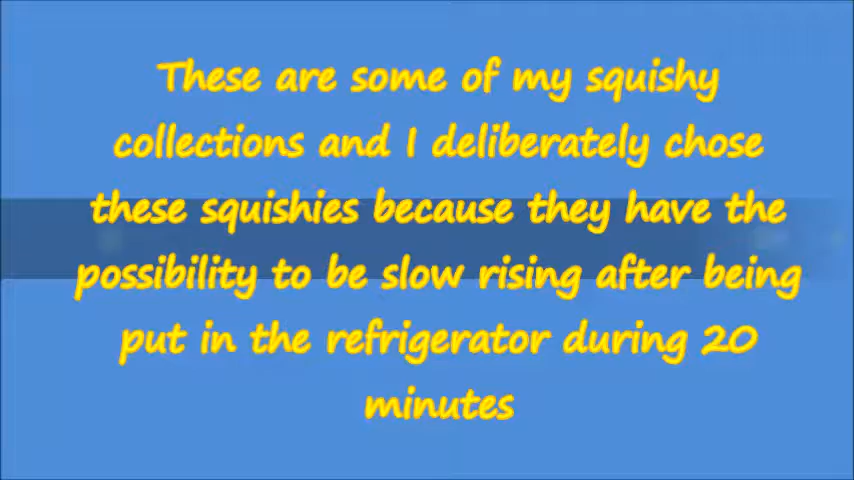 These are some of my squishy
collections and I deliberately chose
these squishies because they have the
possibility to be slow rising after being
put in the refrigerator during 20
minutes